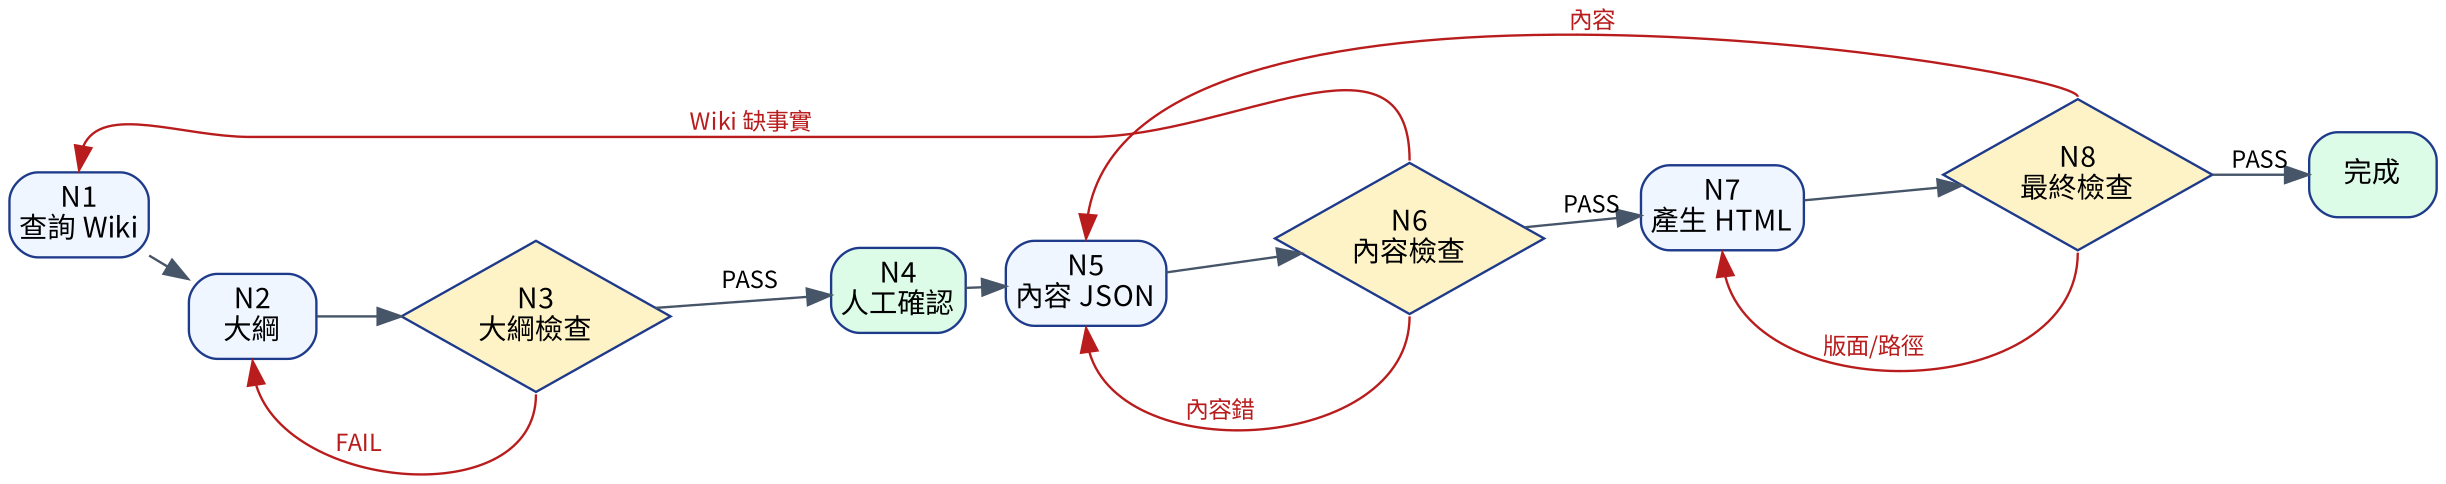 內容
Wiki 缺事實
N1
查詢 Wiki
N2
大綱
FAIL
N3
大綱檢查
PASS
N4
人工確認
N5
內容 JSON
內容錯
N6
內容檢查
PASS
N7
產生 HTML
版面/路徑
N8
最終檢查
PASS
完成